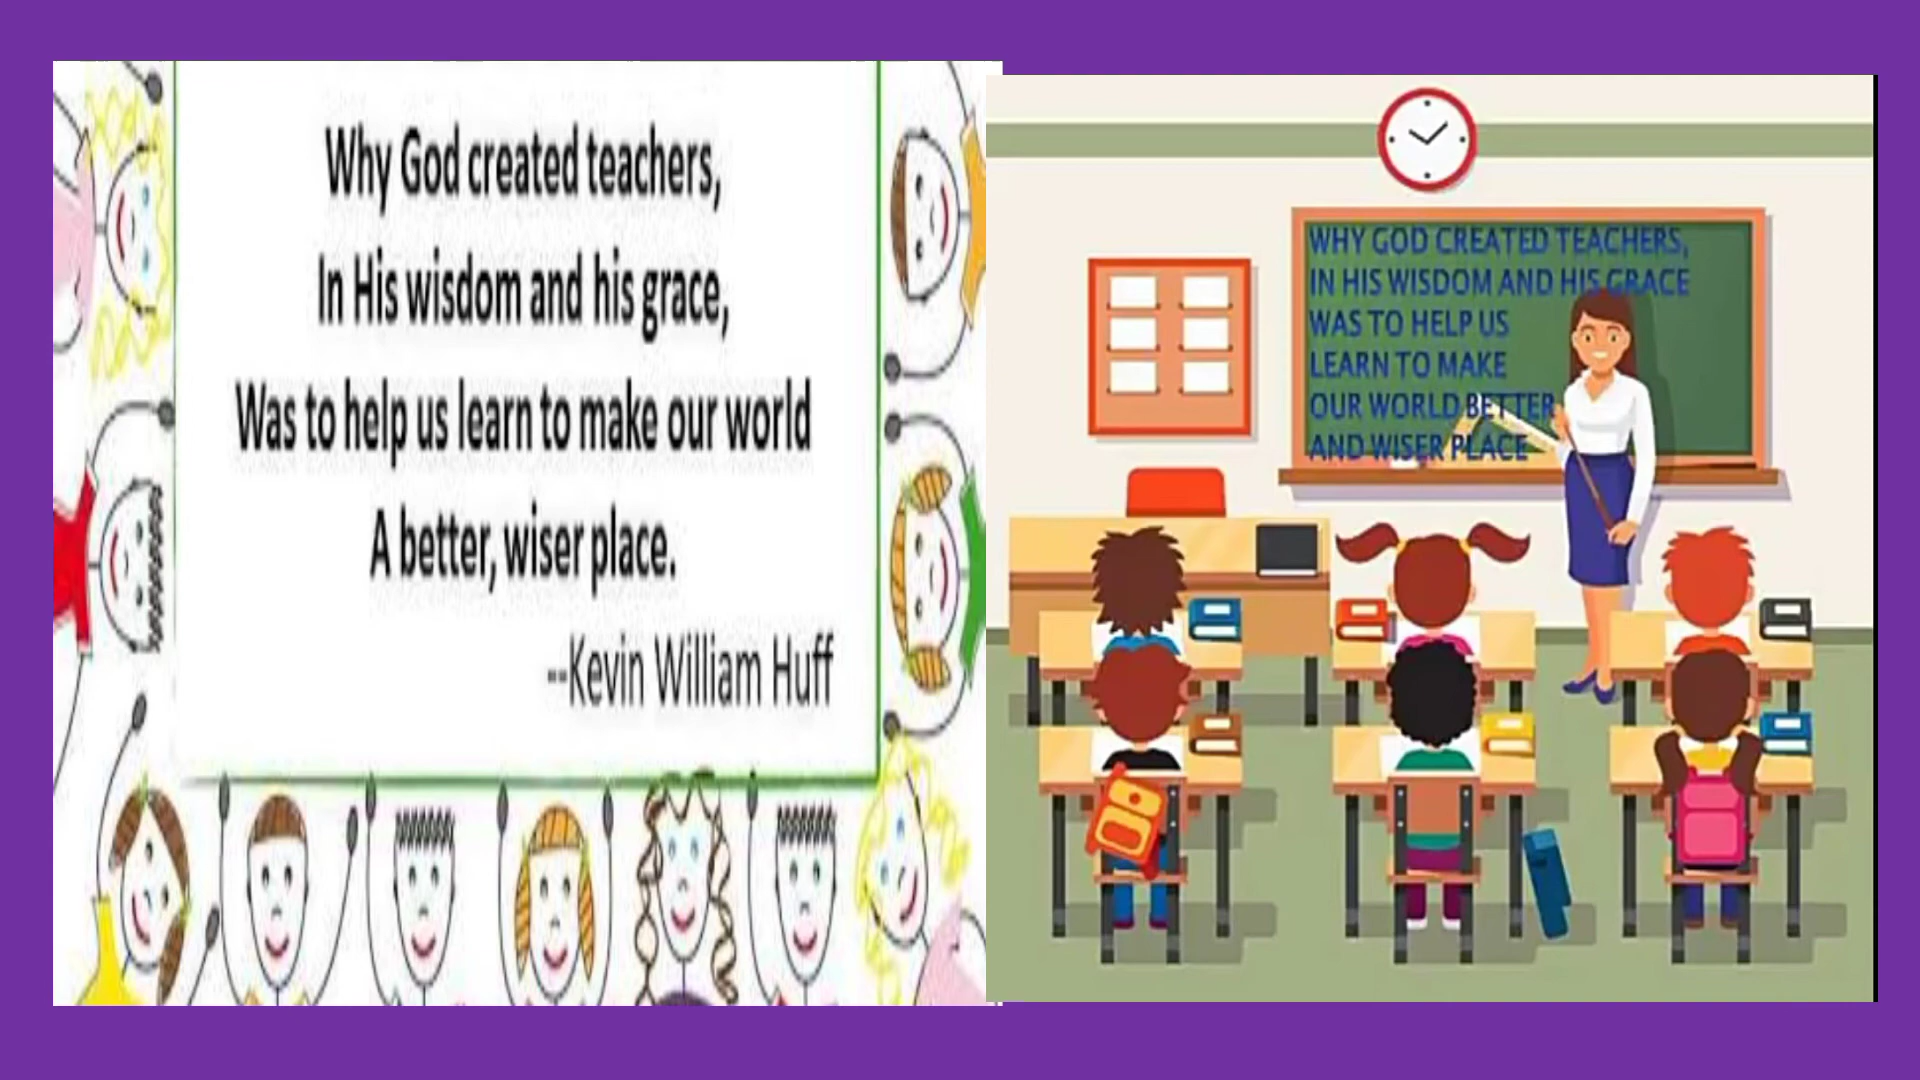 Why God created teachers,
In His wisdom and his grace,
Was to help us learn to make our world
A better, wiser place.
--Kevin William Huff
WHY GOD CREATED TEACHERS,
IN HIS WISDOM AND HIS GRACE
WAS TO HELP US
LEARN TO MAKE
OUR WORLD BETTER
AND WISER PLACE